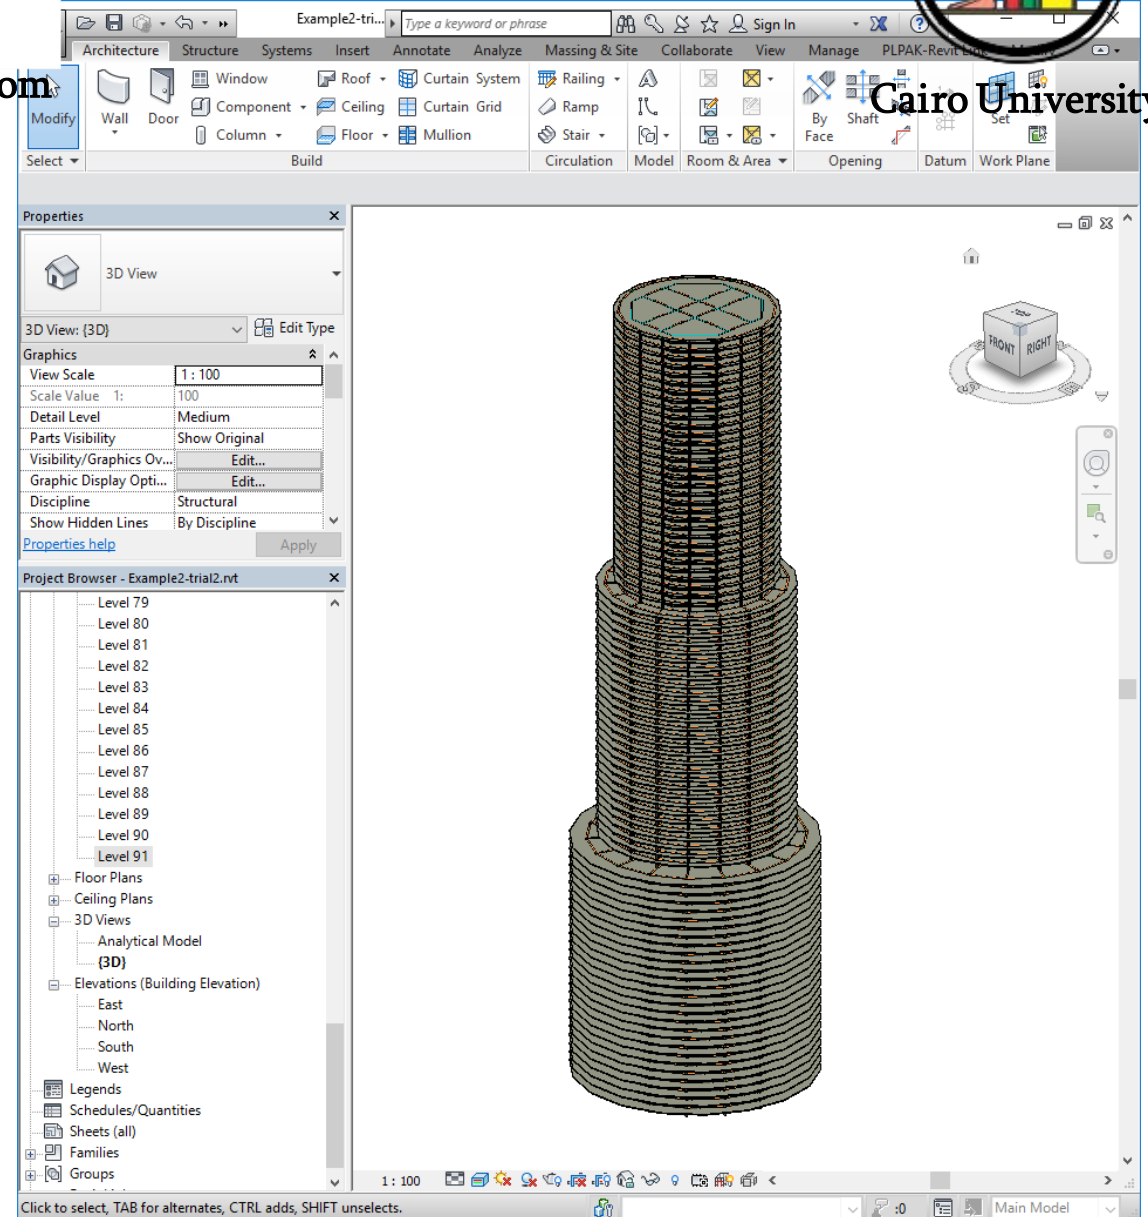 Example2-tri...
Type a keyword or phrase
Sign In
Architecture Structure Systems Insert Annotate Analyze Massing & Site Collaborate View Manage PLPAK-Revit
om
Cairo University
Modify
Wall
Door
Window
Component
Column
Roof
Ceiling
Floor
Curtain System
Curtain Grid
Mullion
Railing
Ramp
Stair
By Face
Shaft
Set
Select
Build
Circulation
Model
Room & Area
Opening
Datum
Work Plane
Properties
3D View
3D View: {3D}
Edit Type
Graphics
View Scale 1 : 100
Scale Value 1: 100
Detail Level Medium
Parts Visibility Show Original
Visibility/Graphics Ov... Edit...
Graphic Display Opti... Edit...
Discipline Structural
Show Hidden Lines By Discipline
Properties help
Apply
TOP
FRONT
RIGHT
Project Browser - Example2-trial2.rvt
Level 79
Level 80
Level 81
Level 82
Level 83
Level 84
Level 85
Level 86
Level 87
Level 88
Level 89
Level 90
Level 91
Floor Plans
Ceiling Plans
3D Views
Analytical Model
{3D}
Elevations (Building Elevation)
East
North
South
West
Legends
Schedules/Quantities
Sheets (all)
Families
Groups
1 : 100
Click to select, TAB for alternates, CTRL adds, SHIFT unselects.
:0
Main Model